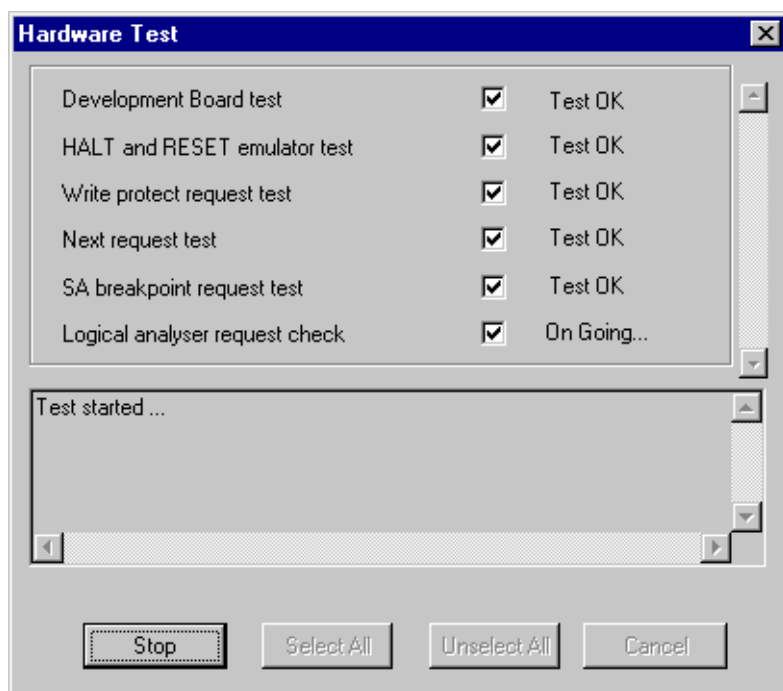 Hardware Test
Development Board test Test OK
HALT and RESET emulator test Test OK
Write protect request test Test OK
Next request test Test OK
SA breakpoint request test Test OK
Logical analyser request check On Going...
Test started ...
Stop Select All Unselect All Cancel